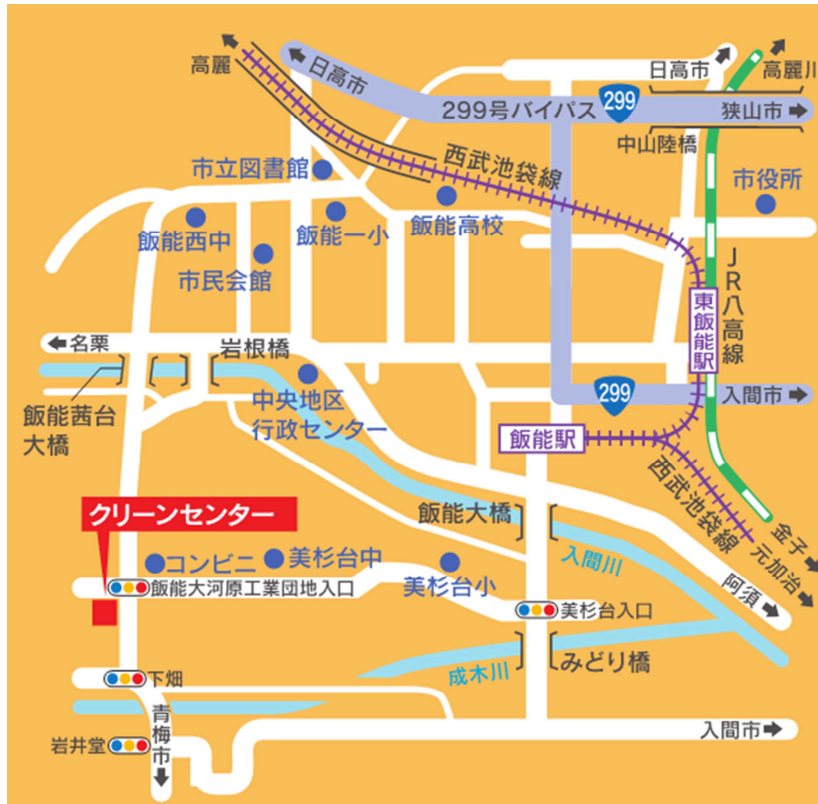 高麗
日高市
日高市
高麗川
299号バイパス
299
狭山市
中山陸橋
西武池袋線
市立図書館
市役所
飯能西中
飯能一小
飯能高校
市民会館
JR八高線
東飯能駅
名栗
岩根橋
飯能茜台
大橋
中央地区
行政センター
299
入間市
飯能駅
西武池袋線
クリーンセンター
飯能大橋
入間川
金子
元加治
コンビニ
美杉台中
美杉台小
阿須
飯能大河原工業団地入口
美杉台入口
成木川
みどり橋
下畑
青梅市
岩井堂
入間市